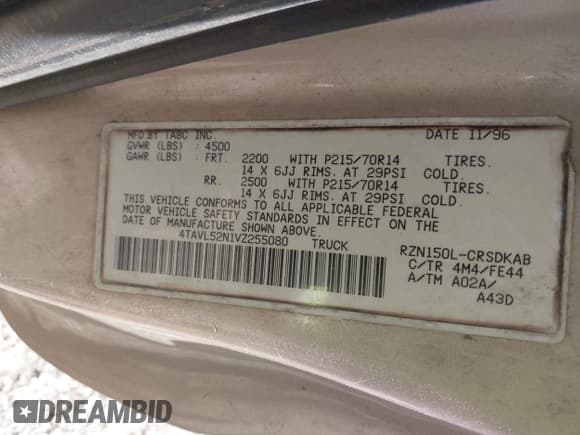 MFD BY TABC INC. DATE 11/96
GVWR (LBS) : 4500
GAWR (LBS) : FRT. 2200 WITH P215/70R14 TIRES.
14 X 6JJ RIMS. AT 29PSI COLD.
RR. 2500 WITH P215/70R14 TIRES.
14 X 6JJ RIMS. AT 29PSI COLD.
THIS VEHICLE CONFORMS TO ALL APPLICABLE FEDERAL
MOTOR VEHICLE SAFETY STANDARDS IN EFFECT ON THE
DATE OF MANUFACTURE SHOWN ABOVE.
4TAVL52N1VZ255080 TRUCK
RZN150L-CRSDKAB
C/TR 4M4/FE44
A/TM A02A/
A43D
DREAMBID